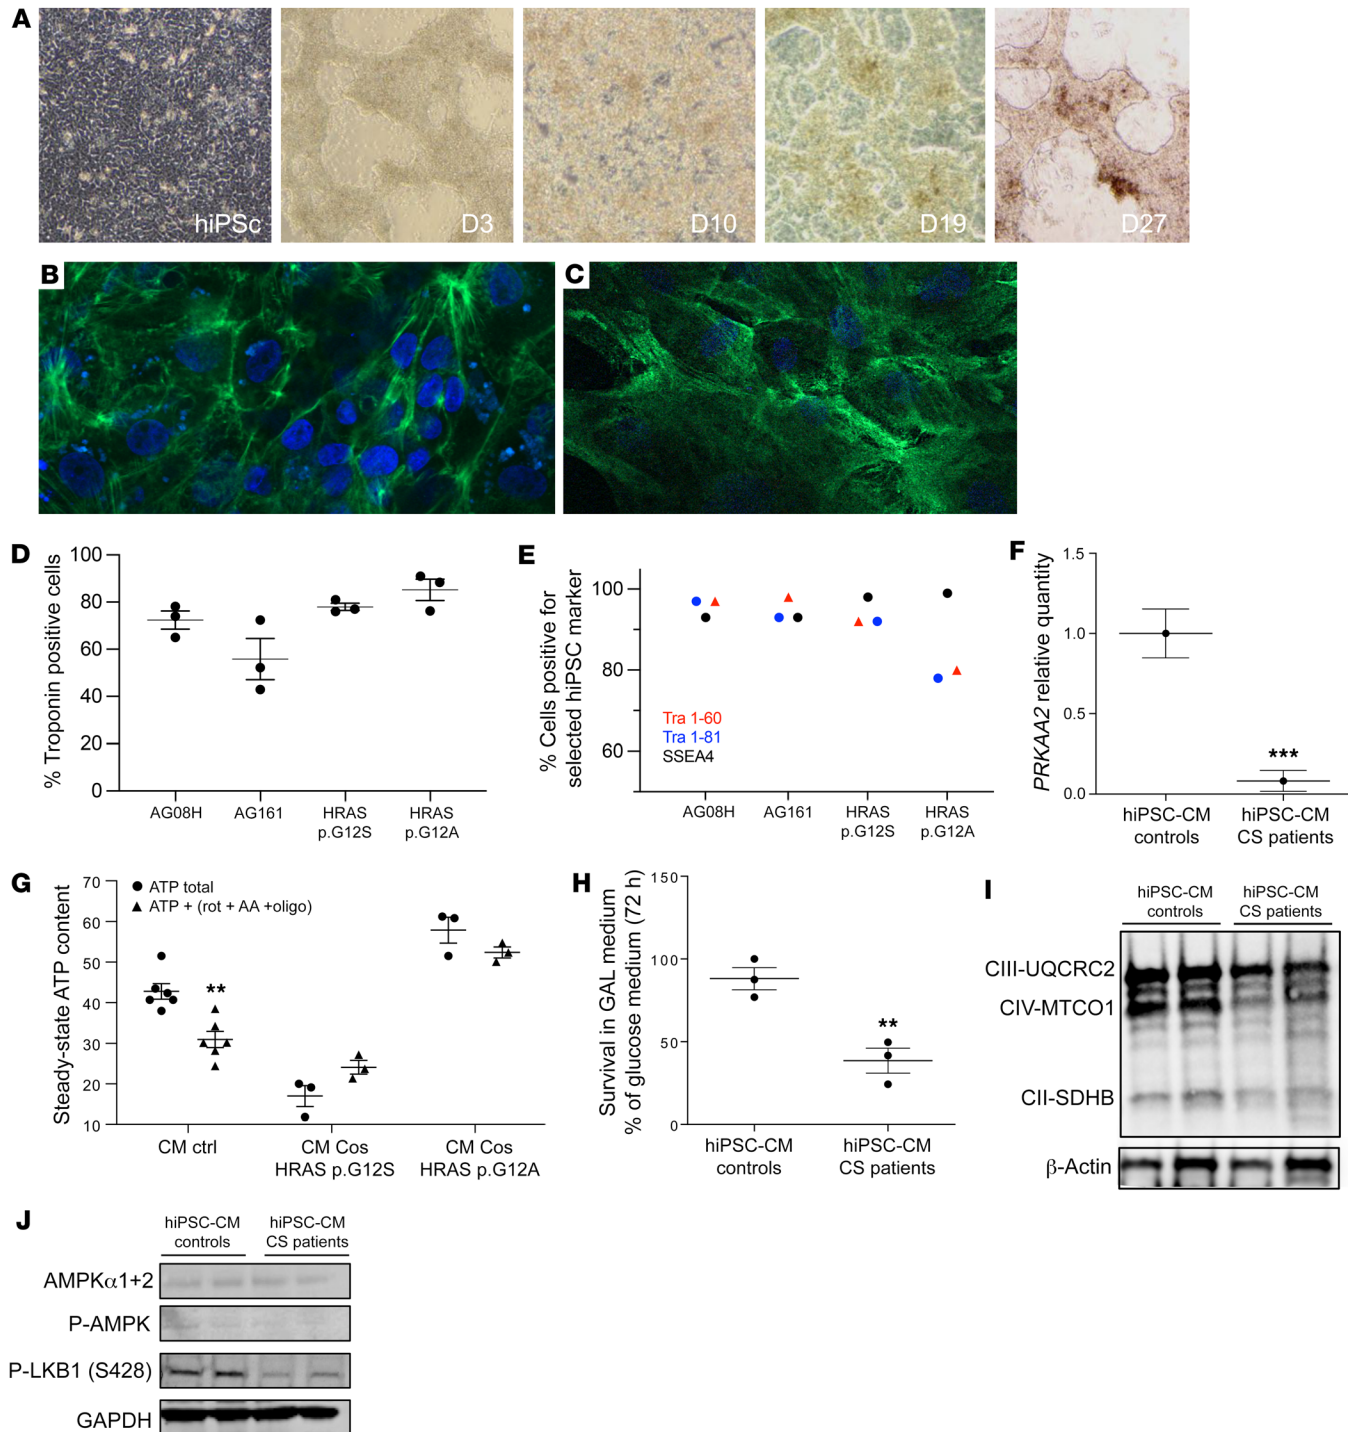 A
hiPSc
D3
D10
D19
D27
B
C
D
% Troponin positive cells
100
80
60
40
20
0
AG08H
AG161
HRAS
p.G12S
HRAS
p.G12A
E
% Cells positive for
selected hiPSC marker
100
80
60
Tra 1-60
Tra 1-81
SSEA4
AG08H
AG161
HRAS
p.G12S
HRAS
p.G12A
F
PRKAA2 relative quantity
1.5
1.0
0.5
0.0
***
hiPSC-CM
controls
hiPSC-CM
CS patients
G
Steady-state ATP content
70
60
50
40
30
20
10
ATP total
ATP + (rot + AA +oligo)
**
CM ctrl
CM Cos
HRAS p.G12S
CM Cos
HRAS p.G12A
H
Survival in GAL medium
% of glucose medium (72 h)
150
100
50
0
**
hiPSC-CM
controls
hiPSC-CM
CS patients
I
hiPSC-CM
controls
hiPSC-CM
CS patients
CIII-UQCRC2
CIV-MTCO1
CII-SDHB
β-Actin
J
hiPSC-CM
controls
hiPSC-CM
CS patients
AMPKα1+2
P-AMPK
P-LKB1 (S428)
GAPDH